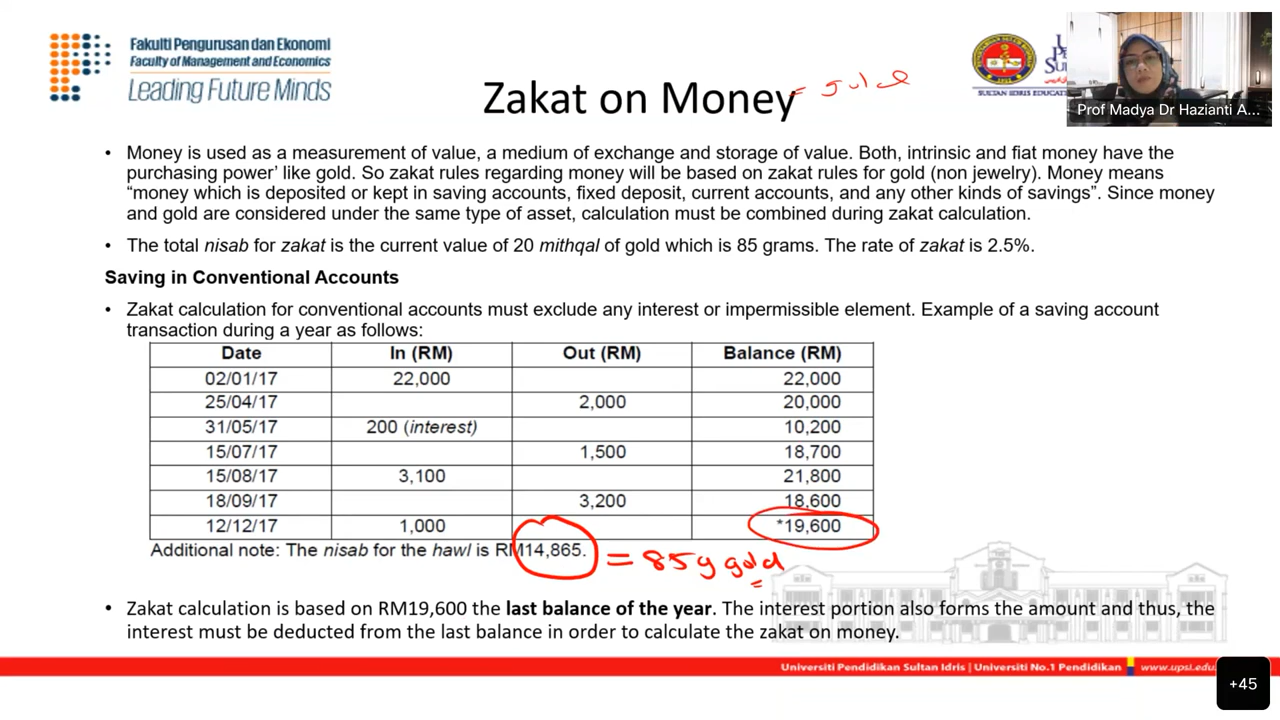 Fakulti Pengurusan dan Ekonomi
Faculty of Management and Economics
Leading Future Minds
SULTAN IDRIS EDUCA
Prof Madya Dr Hazianti A...
Zakat on Money
• Money is used as a measurement of value, a medium of exchange and storage of value. Both, intrinsic and fiat money have the
purchasing power’ like gold. So zakat rules regarding money will be based on zakat rules for gold (non jewelry). Money means
“money which is deposited or kept in saving accounts, fixed deposit, current accounts, and any other kinds of savings”. Since money
and gold are considered under the same type of asset, calculation must be combined during zakat calculation.
• The total nisab for zakat is the current value of 20 mithqal of gold which is 85 grams. The rate of zakat is 2.5%.
Saving in Conventional Accounts
• Zakat calculation for conventional accounts must exclude any interest or impermissible element. Example of a saving account
transaction during a year as follows:
Date In (RM) Out (RM) Balance (RM)
02/01/17 22,000 22,000
25/04/17 2,000 20,000
31/05/17 200 (interest) 10,200
15/07/17 1,500 18,700
15/08/17 3,100 21,800
18/09/17 3,200 18,600
12/12/17 1,000 *19,600
Additional note: The nisab for the hawl is RM14,865. = 85g gold
• Zakat calculation is based on RM19,600 the last balance of the year. The interest portion also forms the amount and thus, the
interest must be deducted from the last balance in order to calculate the zakat on money.
Universiti Pendidikan Sultan Idris | Universiti No.1 Pendidikan www.upsi.edu
+45